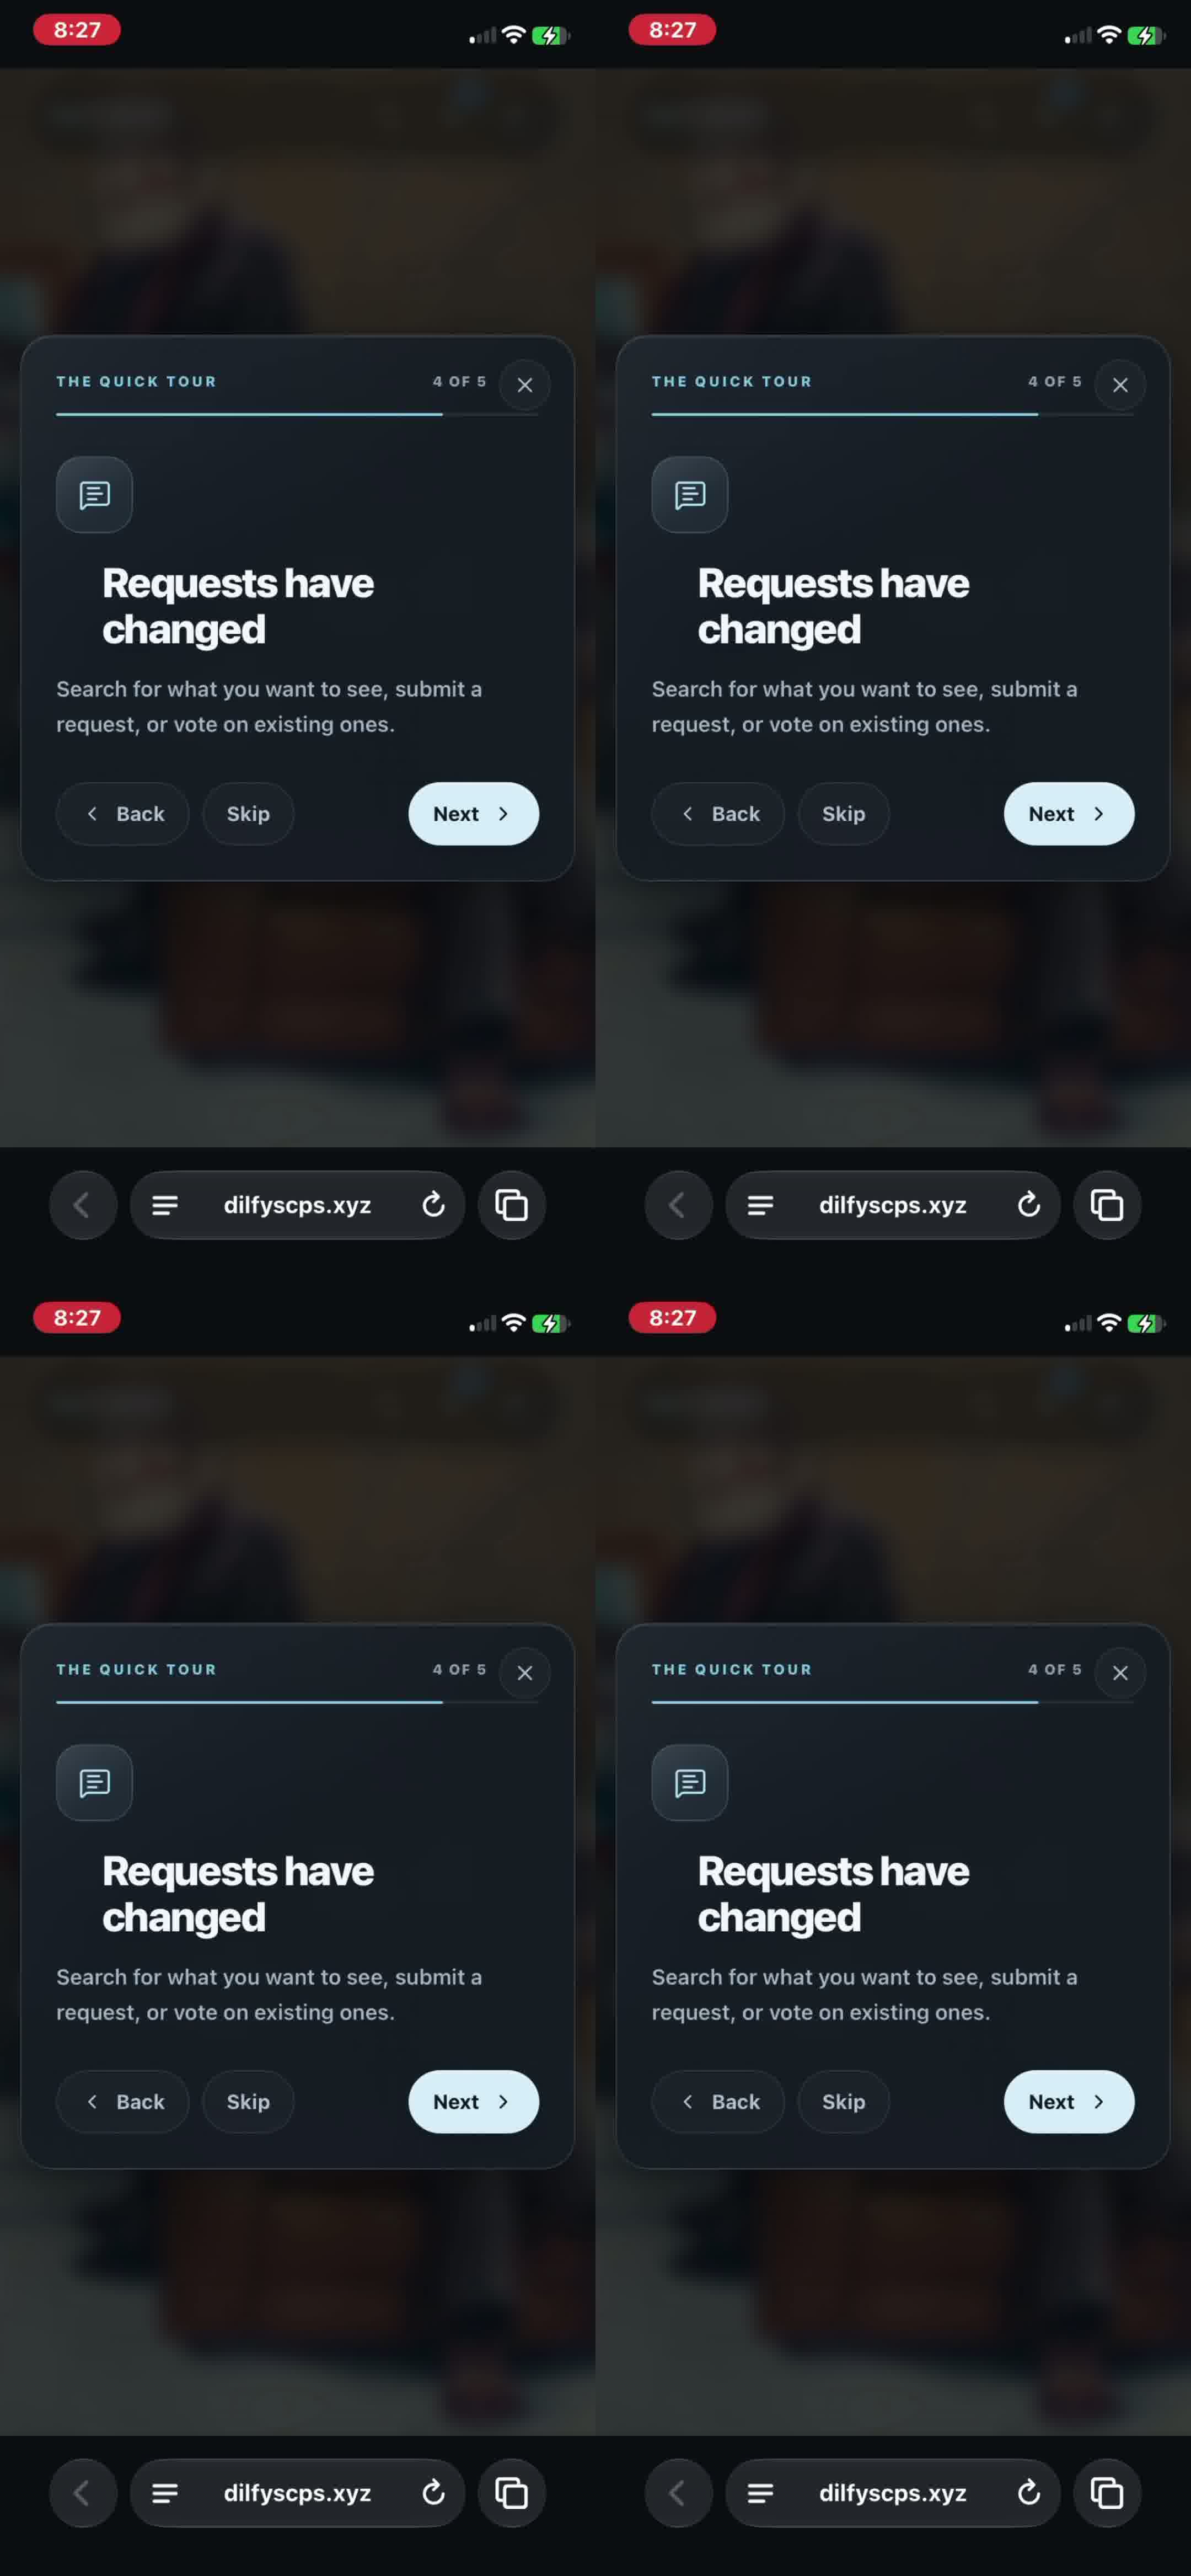 8:27
THE QUICK TOUR
4 OF 5
Requests have
changed
Search for what you want to see, submit a
request, or vote on existing ones.
Back
Skip
Next
dilfyscps.xyz
8:27
THE QUICK TOUR
4 OF 5
Requests have
changed
Search for what you want to see, submit a
request, or vote on existing ones.
Back
Skip
Next
dilfyscps.xyz
8:27
THE QUICK TOUR
4 OF 5
Requests have
changed
Search for what you want to see, submit a
request, or vote on existing ones.
Back
Skip
Next
dilfyscps.xyz
8:27
THE QUICK TOUR
4 OF 5
Requests have
changed
Search for what you want to see, submit a
request, or vote on existing ones.
Back
Skip
Next
dilfyscps.xyz